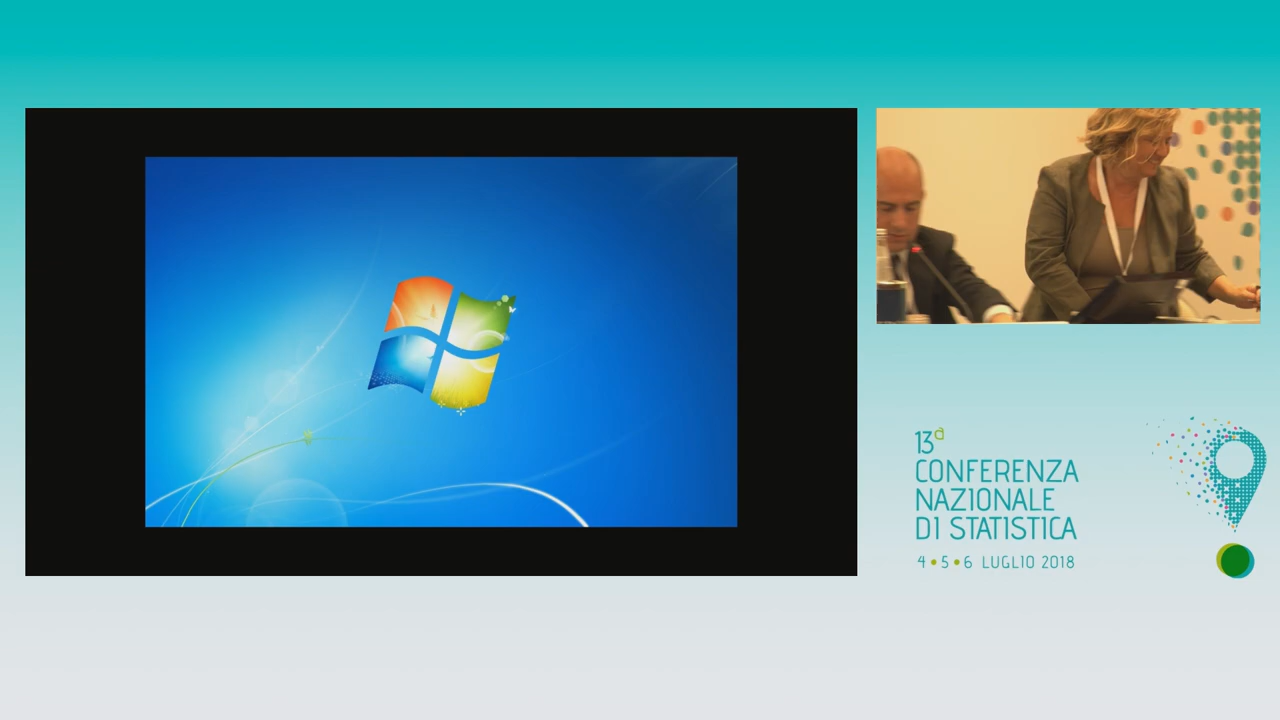 13ª
CONFERENZA
NAZIONALE
DI STATISTICA
4 • 5 • 6 LUGLIO 2018